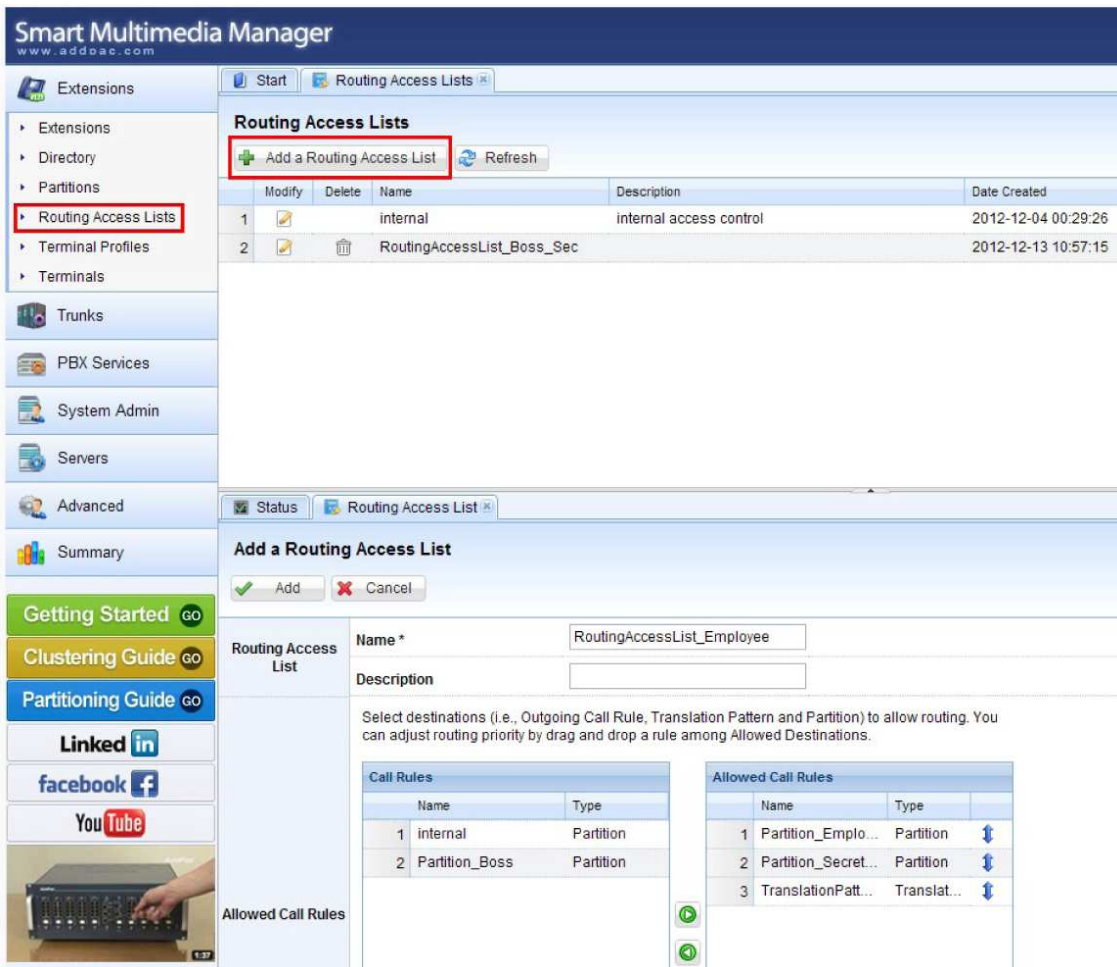 Smart Multimedia Manager
www.addpac.com
Extensions
Extensions
Directory
Partitions
Routing Access Lists
Terminal Profiles
Terminals
Trunks
PBX Services
System Admin
Servers
Advanced
Summary
Getting Started GO
Clustering Guide GO
Partitioning Guide GO
Linked in
facebook f
YouTube
1:37
Start Routing Access Lists
Routing Access Lists
Add a Routing Access List Refresh
Modify Delete Name Description Date Created
1 internal internal access control 2012-12-04 00:29:26
2 RoutingAccessList_Boss_Sec 2012-12-13 10:57:15
Status Routing Access List
Add a Routing Access List
Add Cancel
Routing Access List
Name * RoutingAccessList_Employee
Description
Select destinations (i.e., Outgoing Call Rule, Translation Pattern and Partition) to allow routing. You
can adjust routing priority by drag and drop a rule among Allowed Destinations.
Allowed Call Rules
Call Rules
Name Type
1 internal Partition
2 Partition_Boss Partition
Allowed Call Rules
Name Type
1 Partition_Emplo... Partition
2 Partition_Secret... Partition
3 TranslationPatt... Translat...